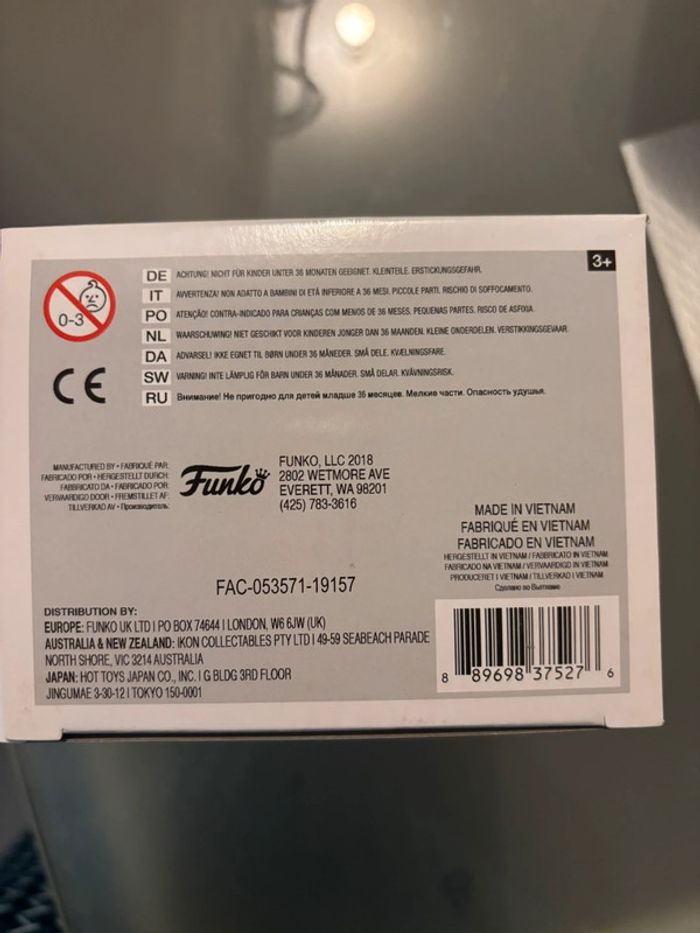 3+
0-3
DE ACHTUNG! NICHT FÜR KINDER UNTER 36 MONATEN GEEIGNET. KLEINTEILE. ERSTICKUNGSGEFAHR.
IT AVVERTENZA! NON ADATTO A BAMBINI DI ETÀ INFERIORE A 36 MESI. PICCOLE PARTI. RISCHIO DI SOFFOCAMENTO.
PO ATENÇÃO! CONTRA-INDICADO PARA CRIANÇAS COM MENOS DE 36 MESES. PEQUENAS PARTES. RISCO DE ASFIXIA.
NL WAARSCHUWING! NIET GESCHIKT VOOR KINDEREN JONGER DAN 36 MAANDEN. KLEINE ONDERDELEN. VERSTIKKINGSGEVAAR.
DA ADVARSEL! IKKE EGNET TIL BØRN UNDER 36 MÅNEDER. SMÅ DELE. KVÆLNINGSFARE.
SW VARNING! INTE LÄMPLIG FÖR BARN UNDER 36 MÅNADER. SMÅ DELAR. KVÄVNINGSRISK.
RU Внимание! Не пригодно для детей младше 36 месяцев. Мелкие части. Опасность удушья.
CE
MANUFACTURED BY • FABRIQUÉ PAR:
FABRICADO POR • HERGESTELLT DURCH:
FABBRICATO DA • FABRICADO POR:
VERVAARDIGD DOOR • FREMSTILLET AF:
TILLVERKAD AV • Производитель:
Funko
FUNKO, LLC 2018
2802 WETMORE AVE
EVERETT, WA 98201
(425) 783-3616
MADE IN VIETNAM
FABRIQUÉ EN VIETNAM
FABRICADO EN VIETNAM
HERGESTELLT IN VIETNAM / FABBRICATO IN VIETNAM
FABRICADO NA VIETNAM / VERVAARDIGD IN VIETNAM
PRODUCERET I VIETNAM / TILLVERKAD I VIETNAM
Сделано во Вьетнаме
FAC-053571-19157
DISTRIBUTION BY:
EUROPE: FUNKO UK LTD | PO BOX 74644 | LONDON, W6 6JW (UK)
AUSTRALIA & NEW ZEALAND: IKON COLLECTABLES PTY LTD | 49-59 SEABEACH PARADE
NORTH SHORE, VIC 3214 AUSTRALIA
JAPAN: HOT TOYS JAPAN CO., INC. | G BLDG 3RD FLOOR
JINGUMAE 3-30-12 | TOKYO 150-0001
8 89698 37527 6